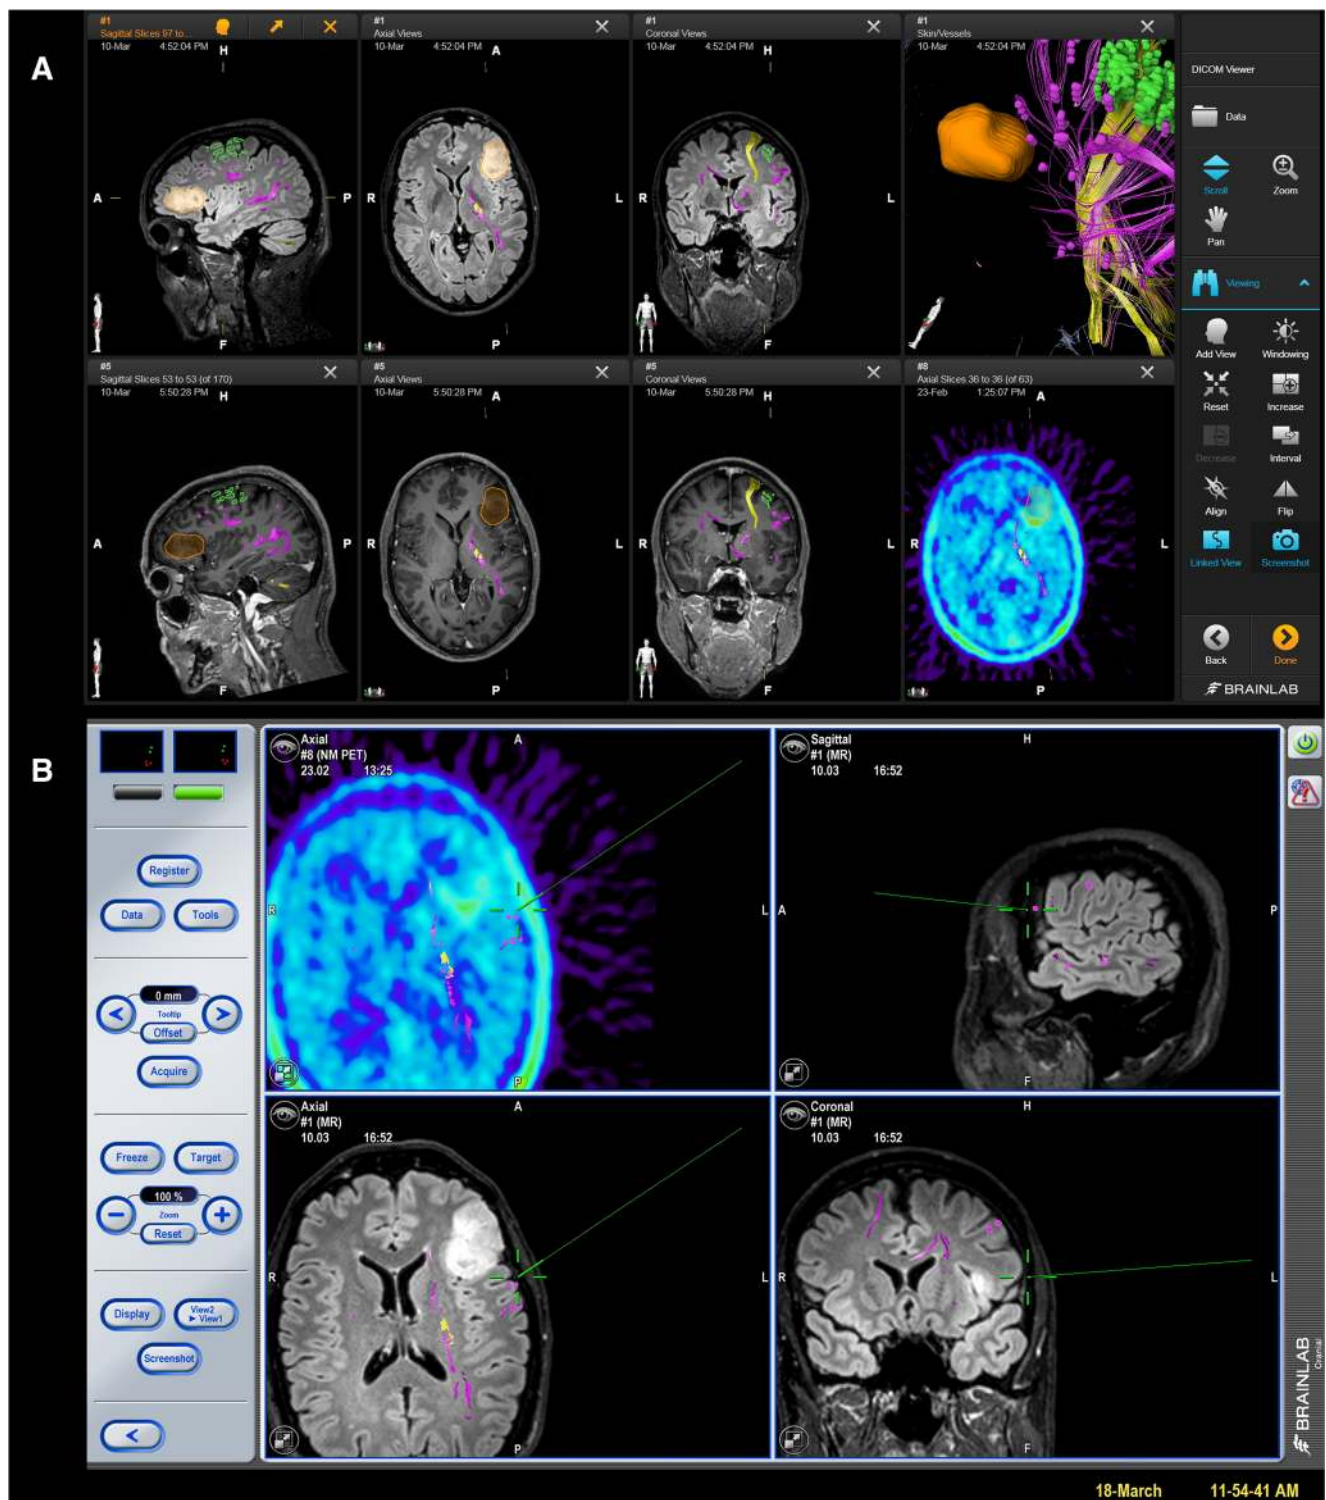 A
#1
Sagittal Slices 97 to...
10-Mar 4:52:04 PM
H
A
P
F
#1
Axial Views
10-Mar 4:52:04 PM
A
R
L
P
#1
Coronal Views
10-Mar 4:52:04 PM
H
R
L
F
#1
Skin/Vessels
10-Mar 4:52:04 PM
#5
Sagittal Slices 53 to 53 (of 170)
10-Mar 5:50:28 PM
H
A
P
F
#5
Axial Views
10-Mar 5:50:28 PM
A
R
L
P
#5
Coronal Views
10-Mar 5:50:28 PM
H
R
L
F
#8
Axial Slices 36 to 36 (of 63)
23-Feb 1:25:07 PM
A
R
L
P
DICOM Viewer
Data
Scroll Zoom
Pan
Viewing
Add View Windowing
Reset Increase
Decrease Interval
Align Flip
Linked View Screenshot
Back Done
BRAINLAB
B
Register
Data Tools
0 mm
Tooltip
Offset
Acquire
Freeze Target
100 %
Zoom
Reset
Display View2
► View1
Screenshot
Axial
#8 (NM PET)
23.02 13:25
A
R
L
P
Sagittal
#1 (MR)
10.03 16:52
H
A
P
F
Axial
#1 (MR)
10.03 16:52
A
R
L
P
Coronal
#1 (MR)
10.03 16:52
H
R
L
F
BRAINLAB
Cranial
18-March 11-54-41 AM